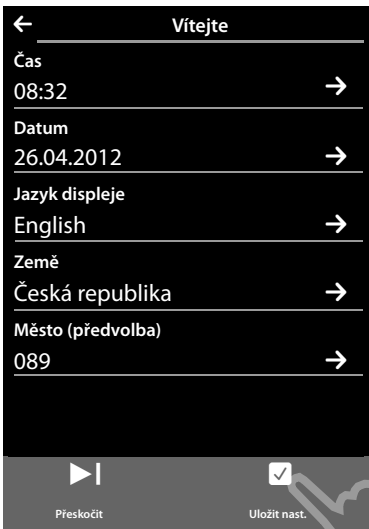 Vítejte
Čas
08:32
Datum
26.04.2012
Jazyk displeje
English
Země
Česká republika
Město (předvolba)
089
Přeskočit
Uložit nast.